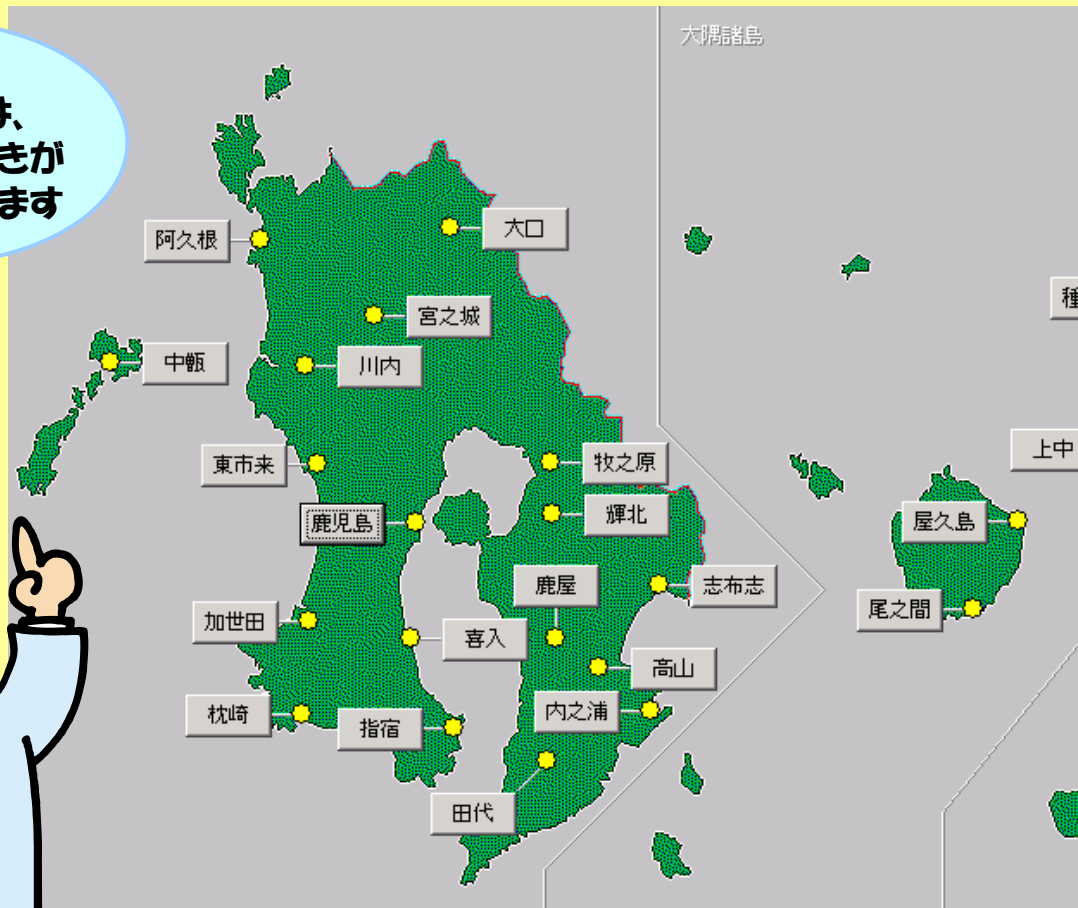 は、
きが
ます
大隅諸島
阿久根
大口
宮之城
中甑
川内
東市来
牧之原
鹿児島
輝北
鹿屋
志布志
加世田
喜入
高山
枕崎
指宿
内之浦
田代
種
上中
屋久島
尾之間